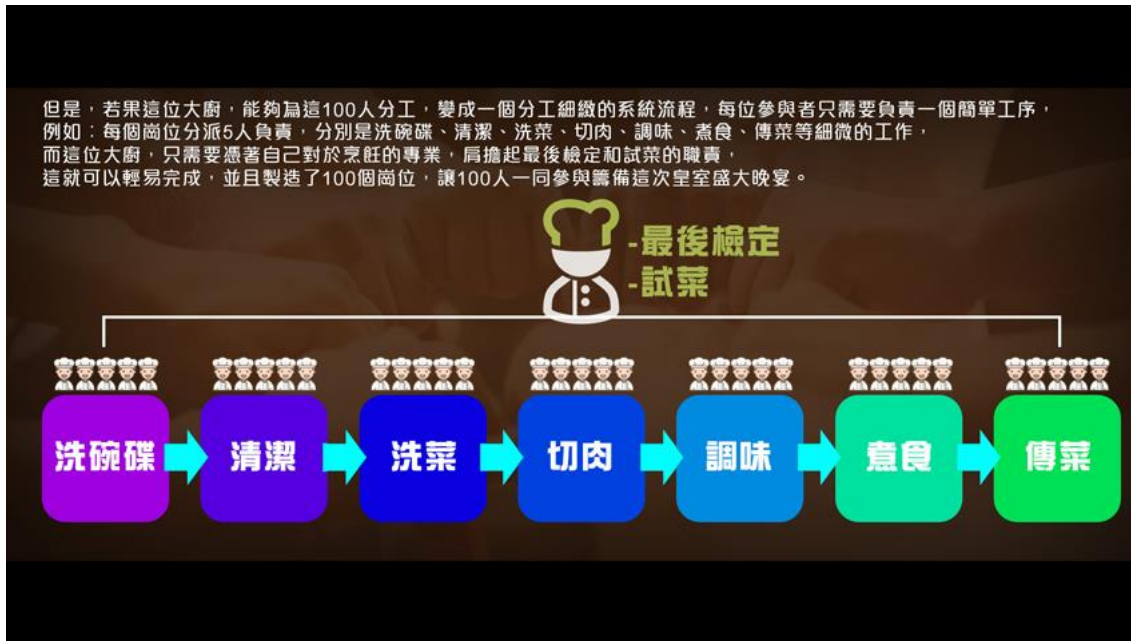 但是，若果這位大廚，能夠為這100人分工，變成一個分工細緻的系統流程，每位參與者只需要負責一個簡單工序，
例如：每個崗位分派5人負責，分別是洗碗碟、清潔、洗菜、切肉、調味、煮食、傳菜等細微的工作，
而這位大廚，只需要憑著自己對於烹飪的專業，肩擔起最後檢定和試菜的職責，
這就可以輕易完成，並且製造了100個崗位，讓100人一同參與籌備這次皇室盛大晚宴。
-最後檢定
-試菜
洗碗碟
清潔
洗菜
切肉
調味
煮食
傳菜